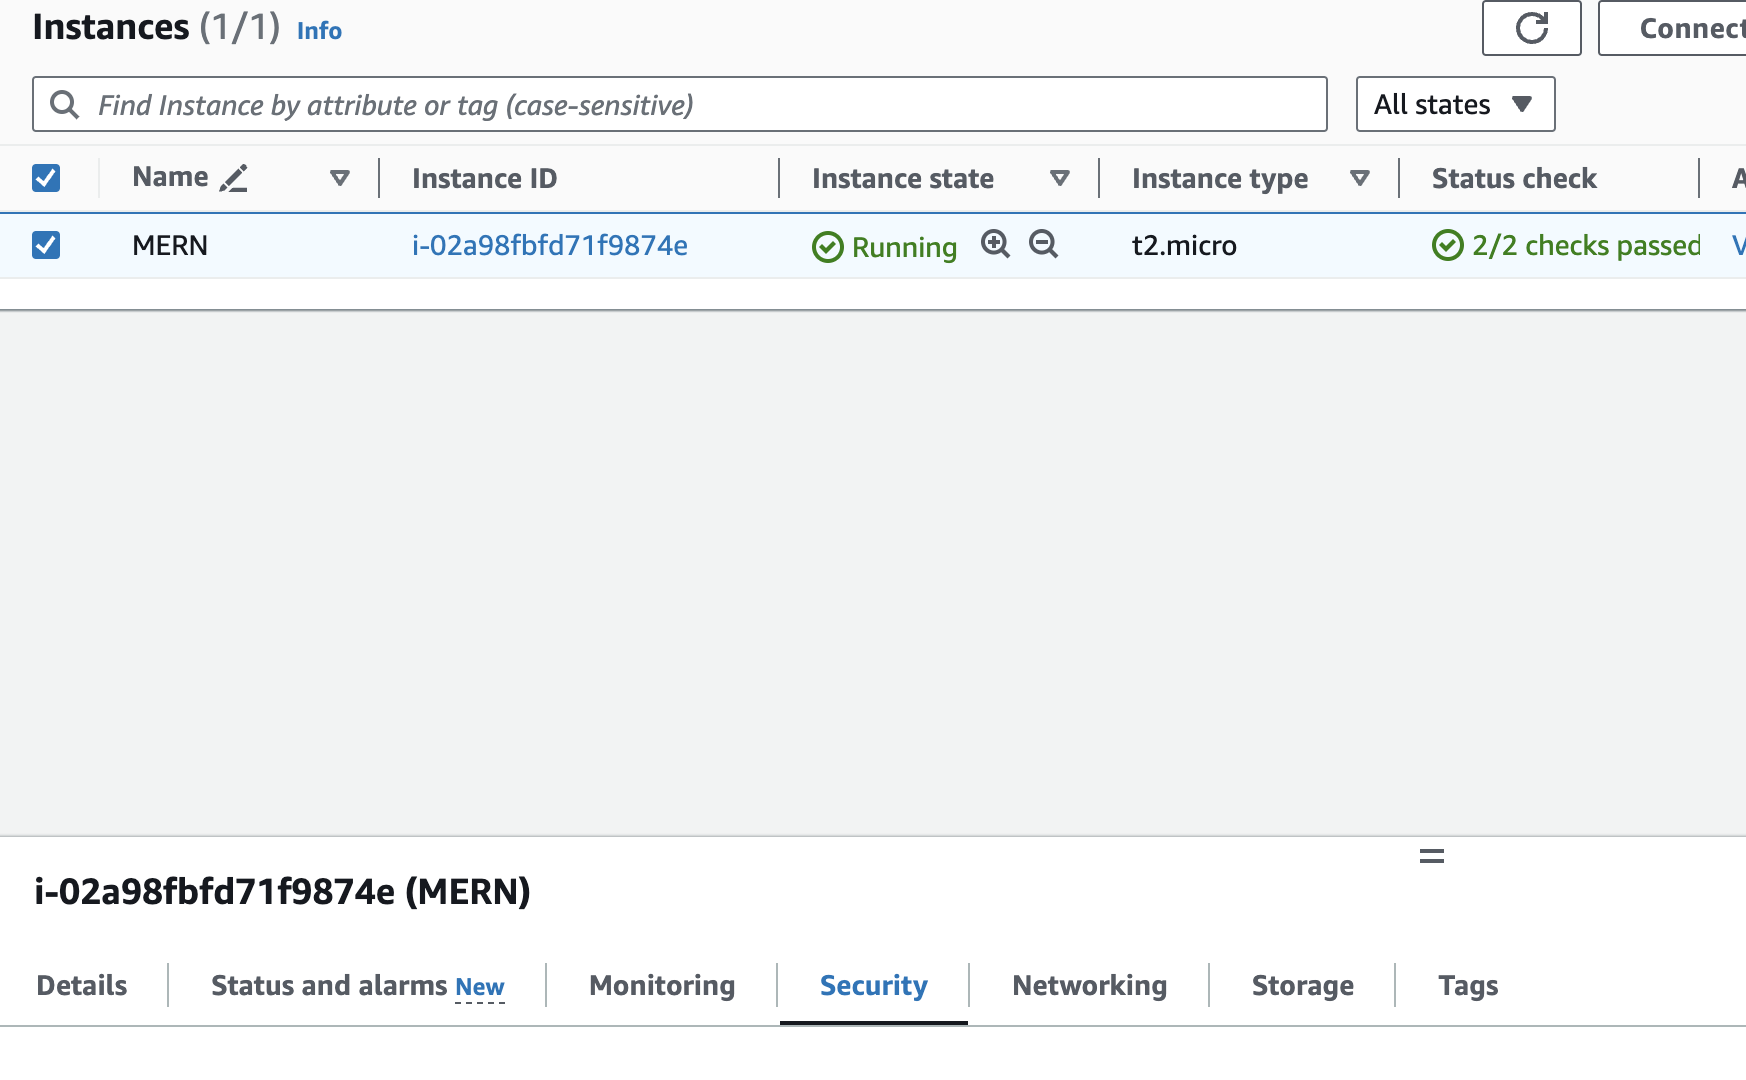 Instances (1/1) Info
Connect
Find Instance by attribute or tag (case-sensitive)
All states
Name Instance ID Instance state Instance type Status check A
MERN i-02a98fbfd71f9874e Running t2.micro 2/2 checks passed V
i-02a98fbfd71f9874e (MERN)
Details Status and alarms New Monitoring Security Networking Storage Tags